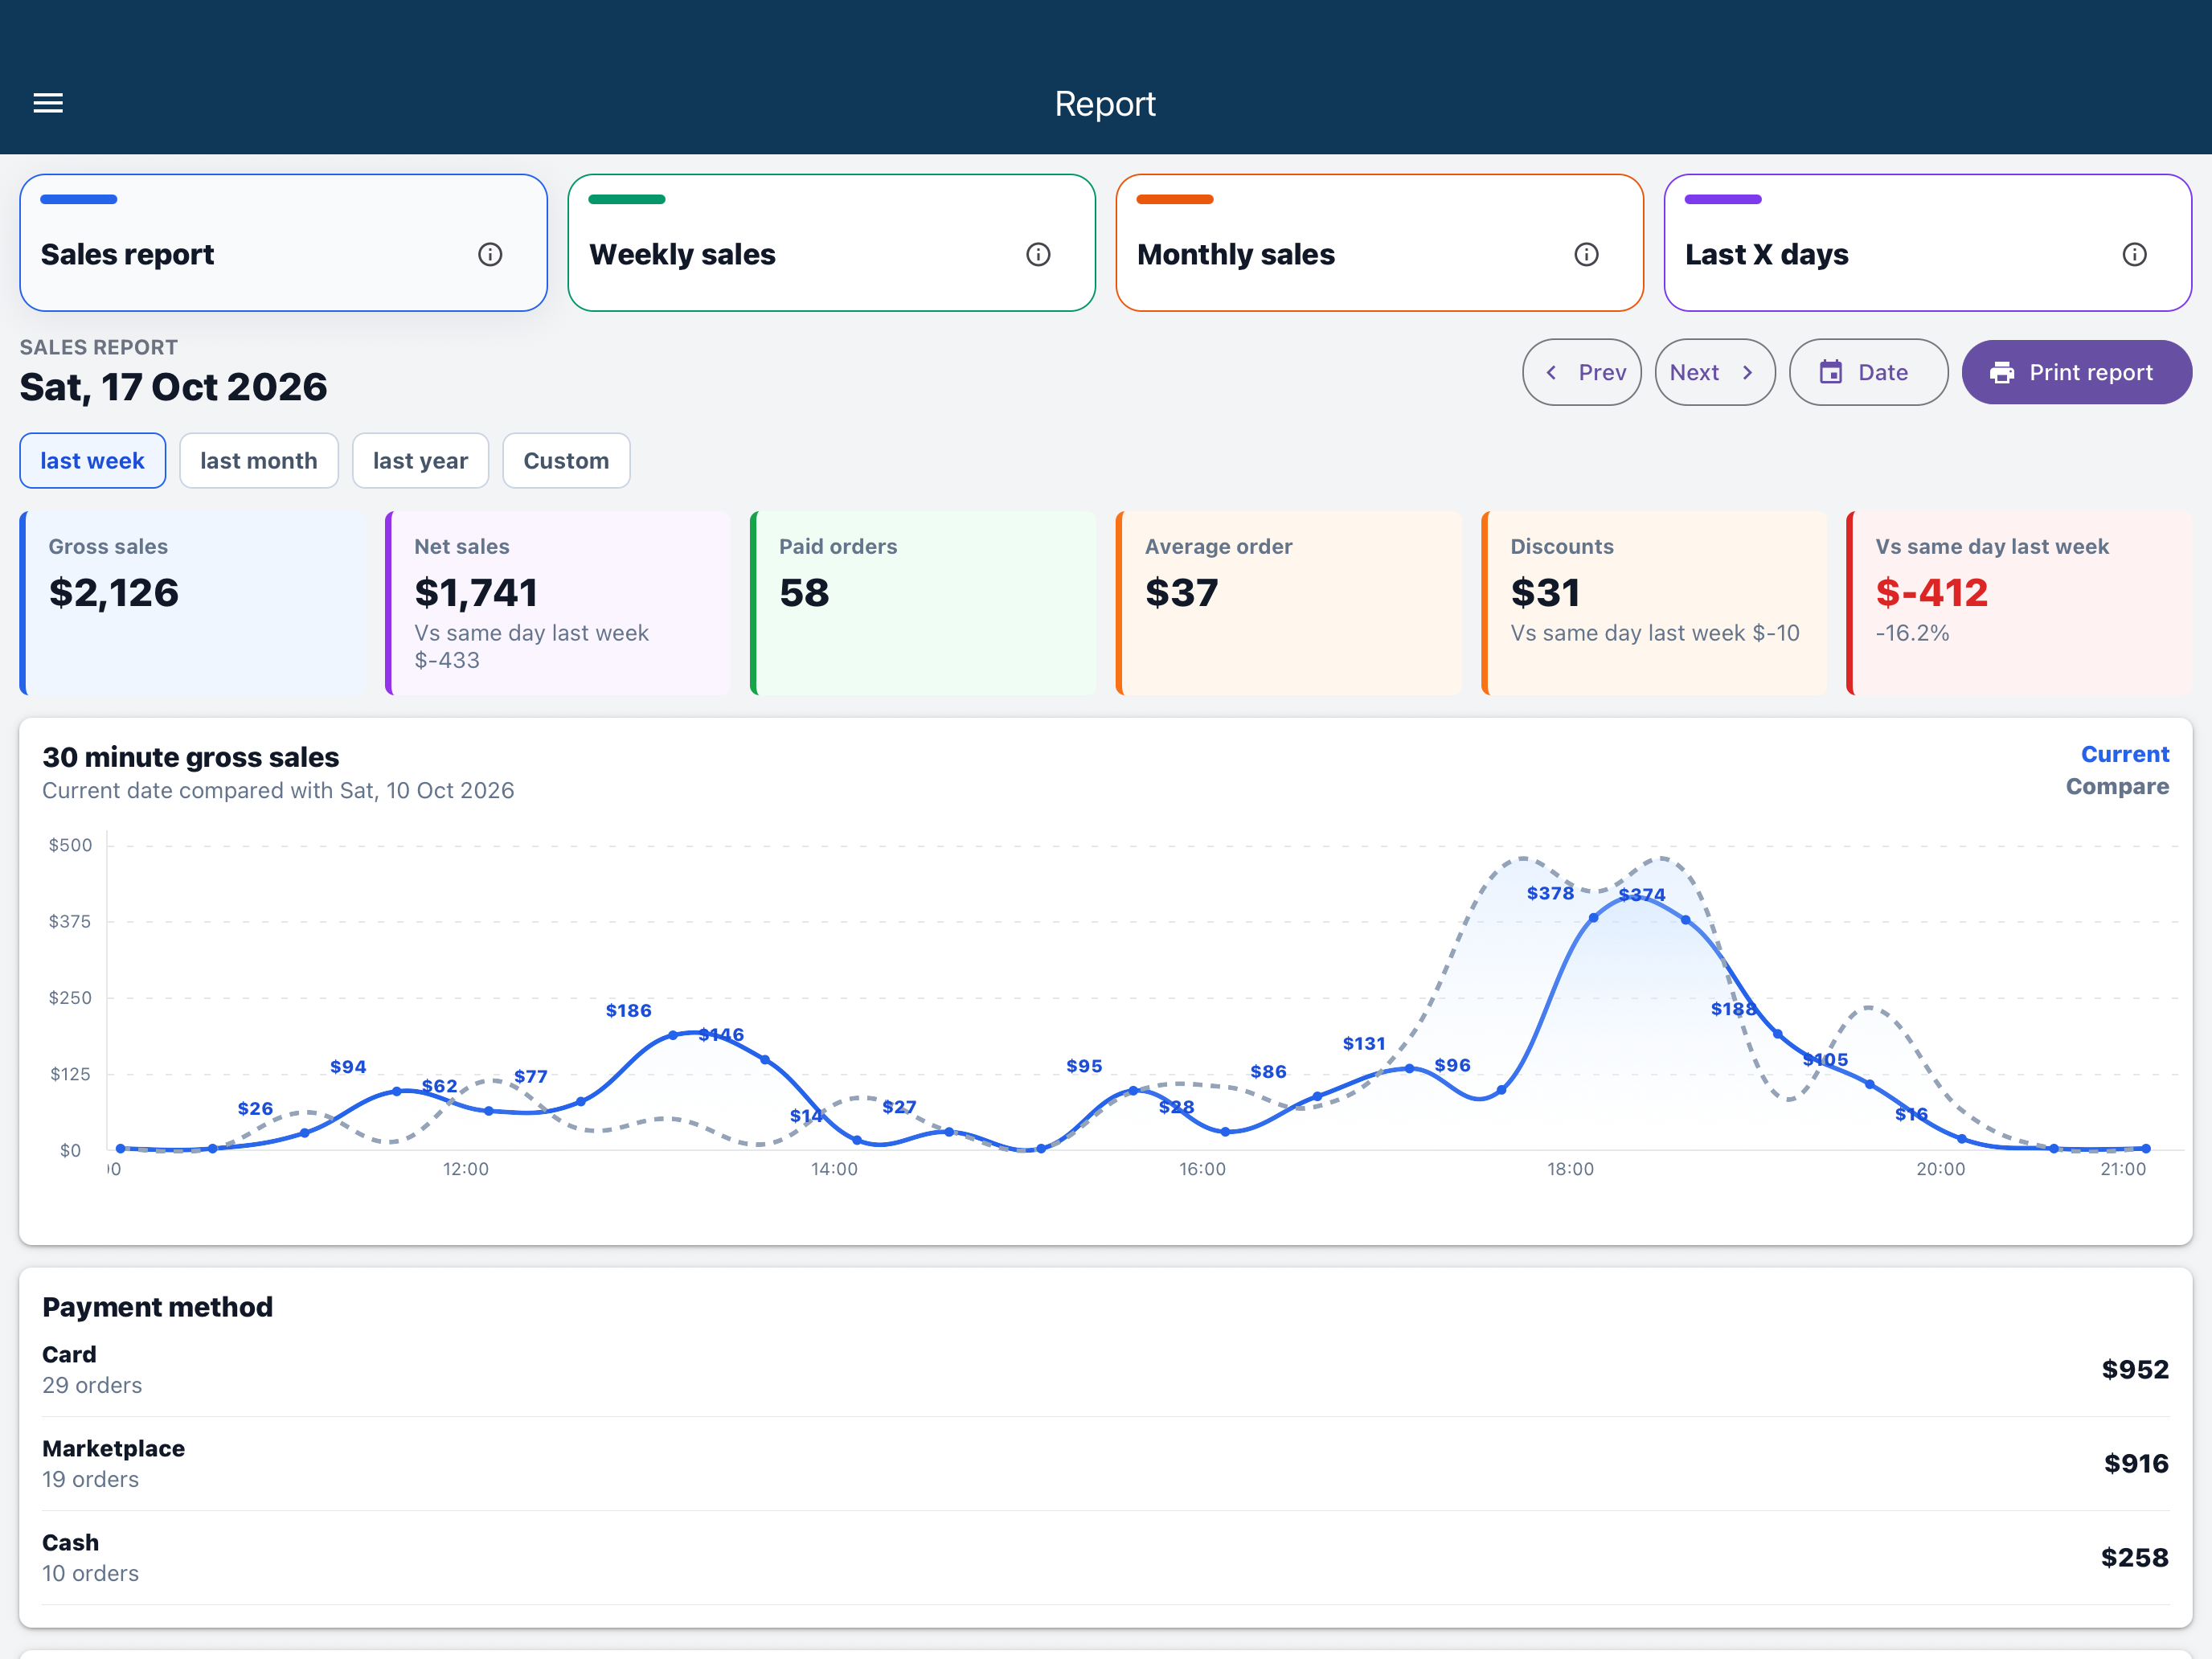 Report
Sales report
Weekly sales
Monthly sales
Last X days
SALES REPORT
Sat, 17 Oct 2026
Prev
Next
Date
Print report
last week
last month
last year
Custom
Gross sales
$2,126
Net sales
$1,741
Vs same day last week
$-433
Paid orders
58
Average order
$37
Discounts
$31
Vs same day last week $-10
Vs same day last week
$-412
-16.2%
30 minute gross sales
Current date compared with Sat, 10 Oct 2026
Current
Compare
$500
$375
$250
$125
$0
$26
$94
$62
$77
$186
$146
$14
$27
$95
$28
$86
$131
$96
$378
$374
$188
$105
$16
12:00
14:00
16:00
18:00
20:00
21:00
Payment method
Card
29 orders
$952
Marketplace
19 orders
$916
Cash
10 orders
$258